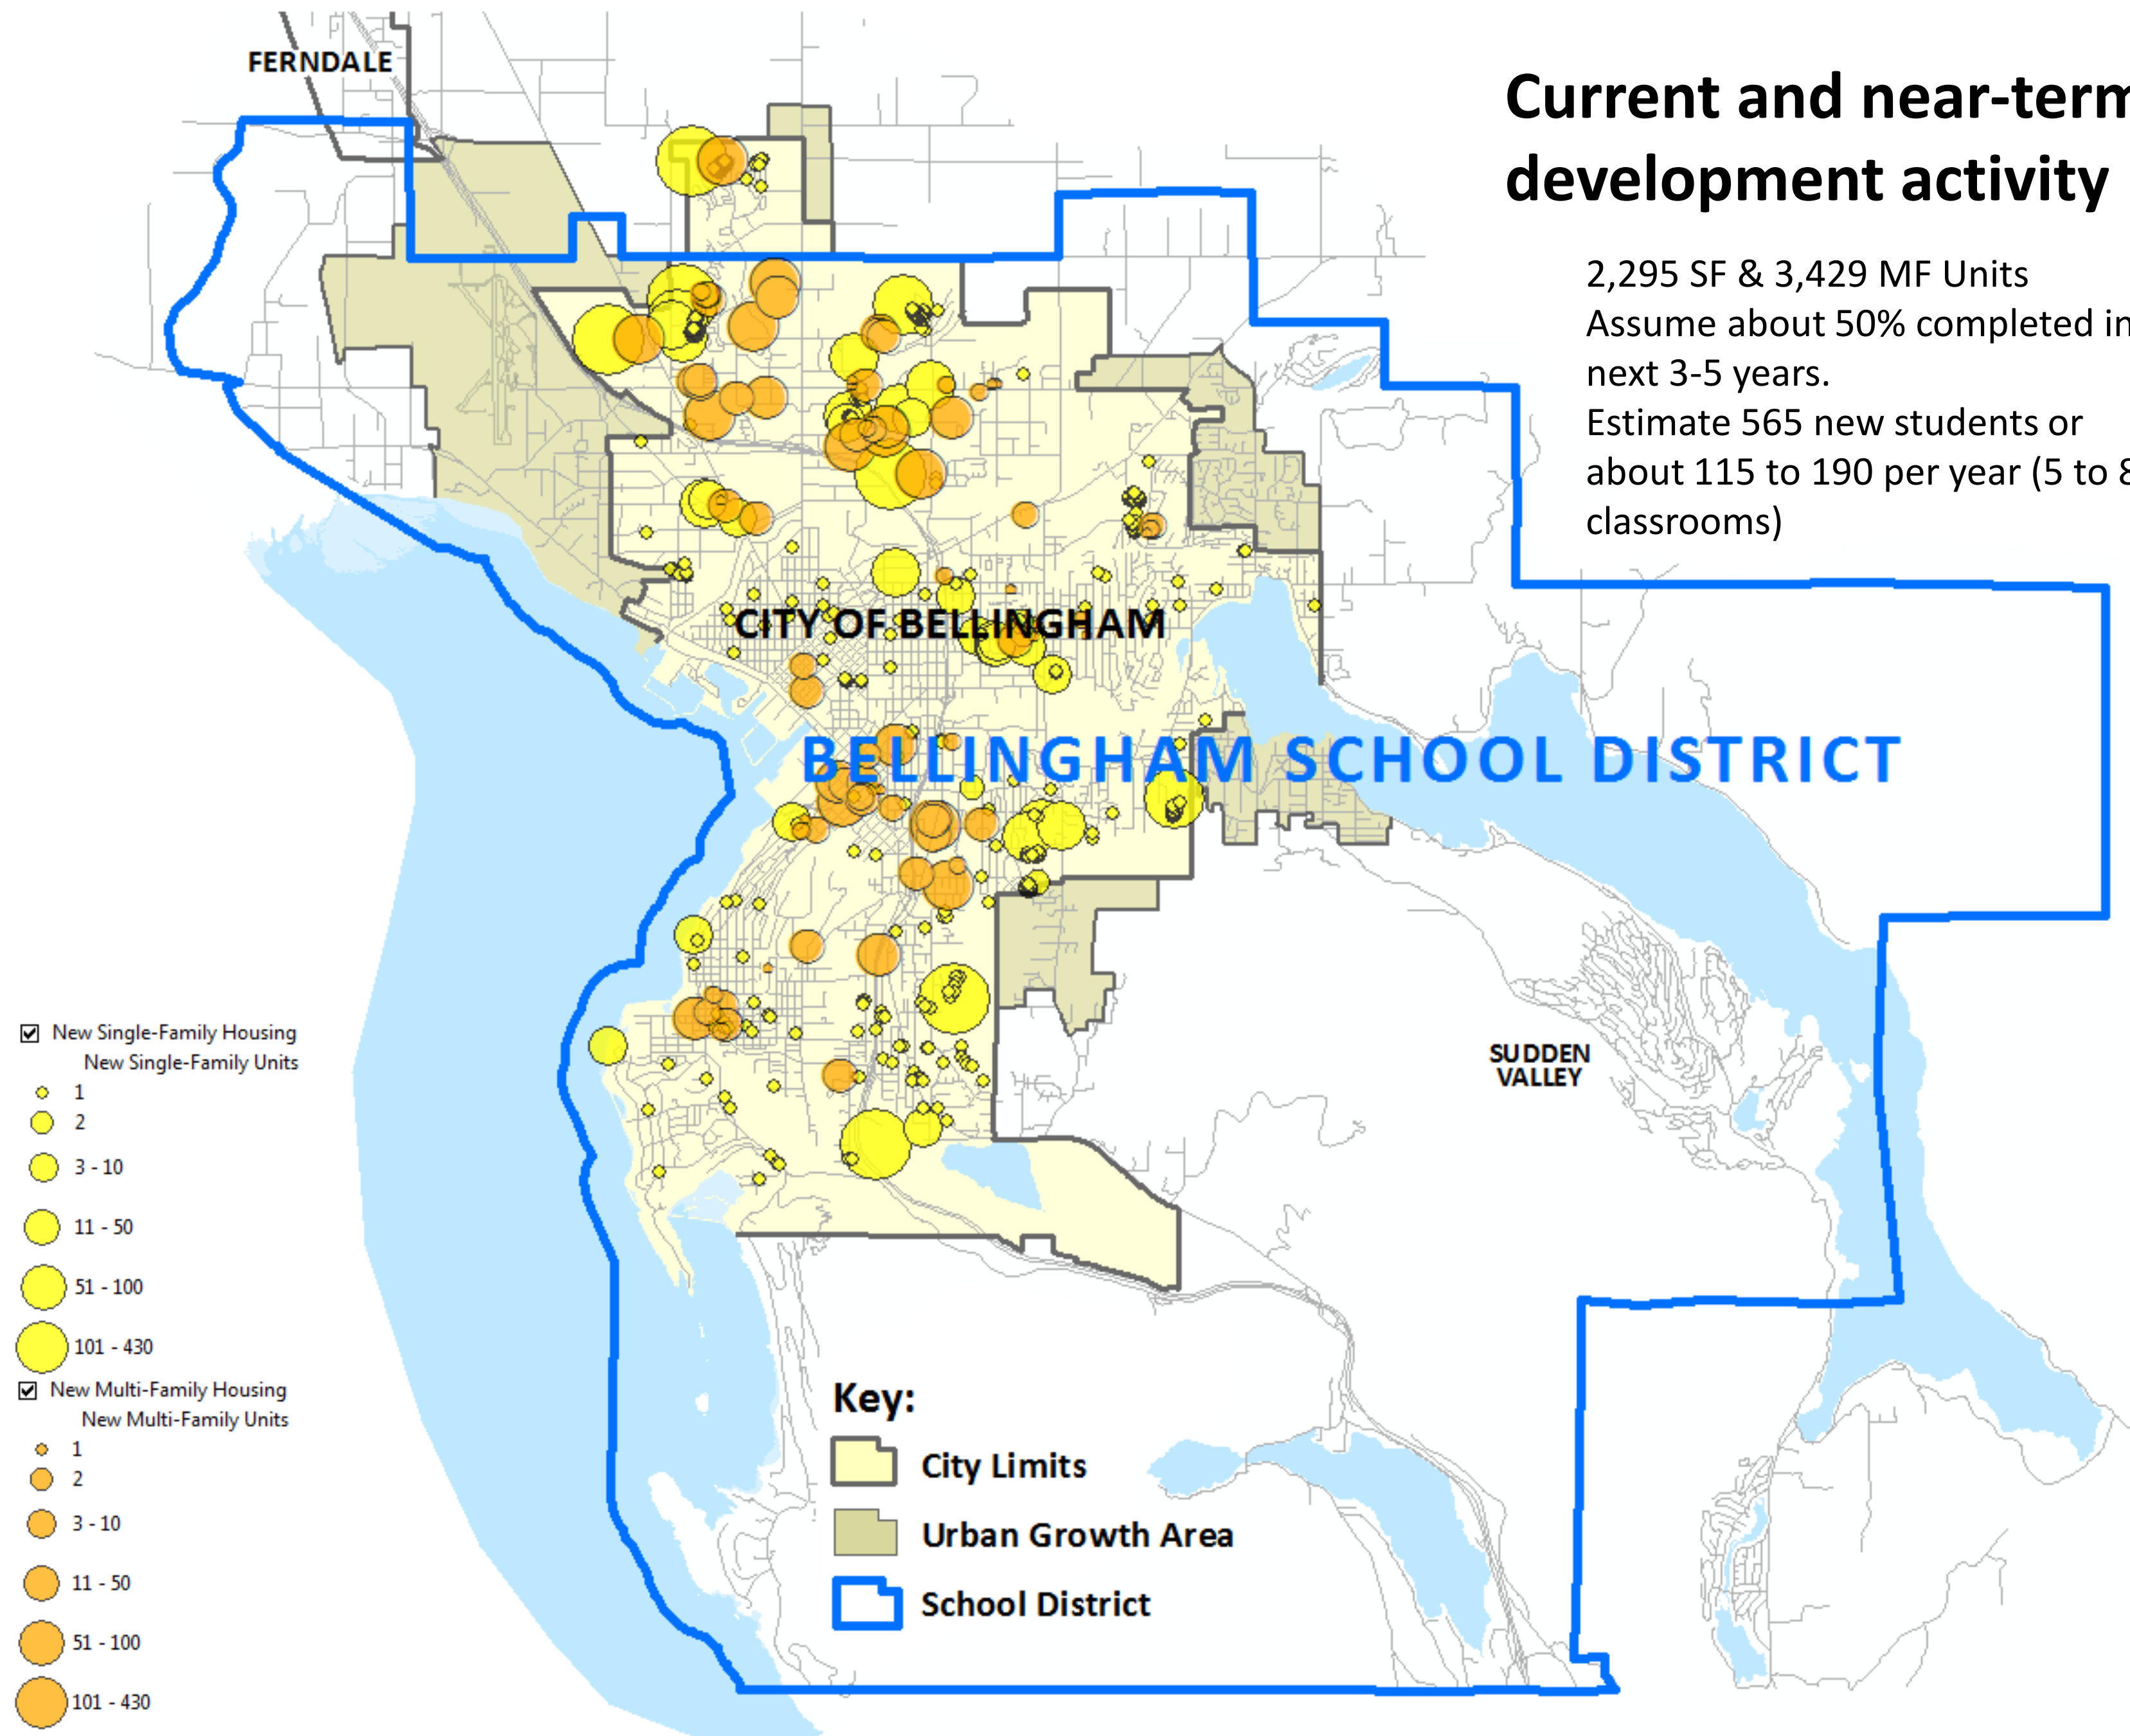 FERNDALE
Current and near-term
development activity
2,295 SF & 3,429 MF Units
Assume about 50% completed in
next 3-5 years.
Estimate 565 new students or
about 115 to 190 per year (5 to 8
classrooms)
CITY OF BELLINGHAM
BELLINGHAM SCHOOL DISTRICT
SUDDEN
VALLEY
New Single-Family Housing
New Single-Family Units
1
2
3 - 10
11 - 50
51 - 100
101 - 430
New Multi-Family Housing
New Multi-Family Units
1
2
3 - 10
11 - 50
51 - 100
101 - 430
Key:
City Limits
Urban Growth Area
School District